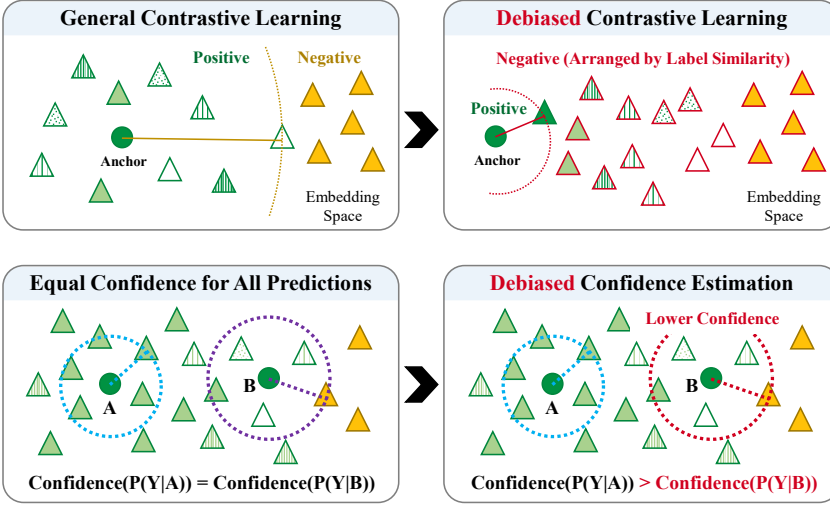 General Contrastive Learning
Positive
Negative
Anchor
Embedding
Space
Debiased Contrastive Learning
Negative (Arranged by Label Similarity)
Positive
Anchor
Embedding
Space
Equal Confidence for All Predictions
A
B
Confidence(P(Y|A)) = Confidence(P(Y|B))
Debiased Confidence Estimation
Lower Confidence
A
B
Confidence(P(Y|A)) > Confidence(P(Y|B))